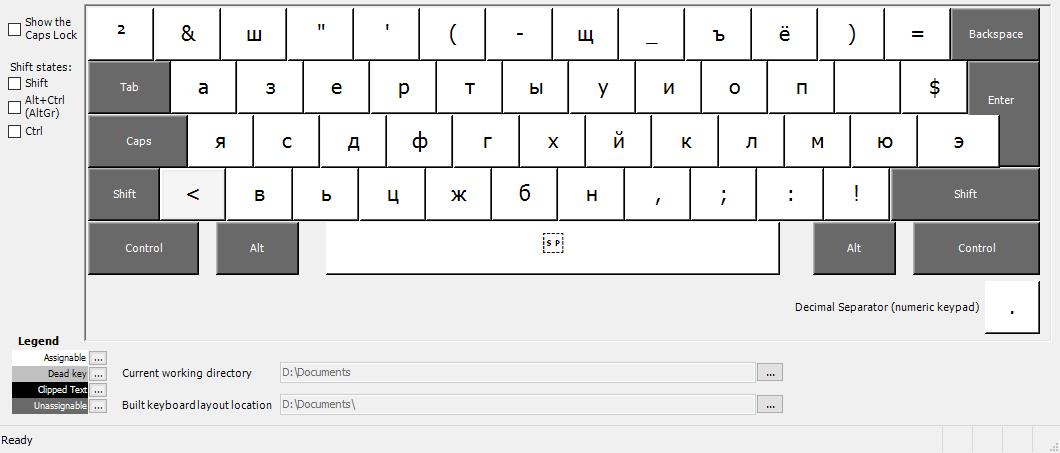 Show the
Caps Lock
² & ш " ' ( - щ _ ъ ё ) = Backspace
Shift states:
Shift
Alt+Ctrl
(AltGr)
Ctrl
Tab а з е р т ы у и о п $ Enter
Caps я с д ф г х й к л м ю э
Shift < в ь ц ж б н , ; : ! Shift
Control Alt SP Alt Control
Decimal Separator (numeric keypad) .
Legend
Assignable ...
Dead key ...
Clipped Text ...
Unassignable ...
Current working directory D:\Documents ...
Built keyboard layout location D:\Documents\ ...
Ready